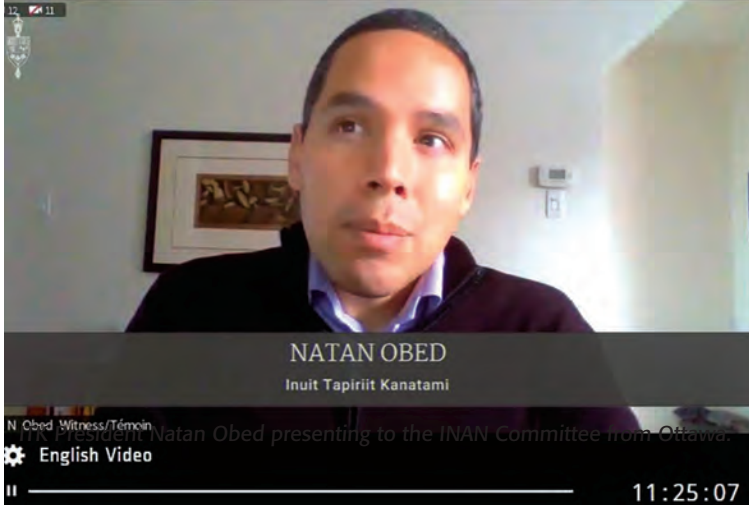 12 11
NATAN OBED
Inuit Tapiriit Kanatami
N Obed Witness/Témoin
ITK President Natan Obed presenting to the INAN Committee from Ottawa.
English Video
11:25:07